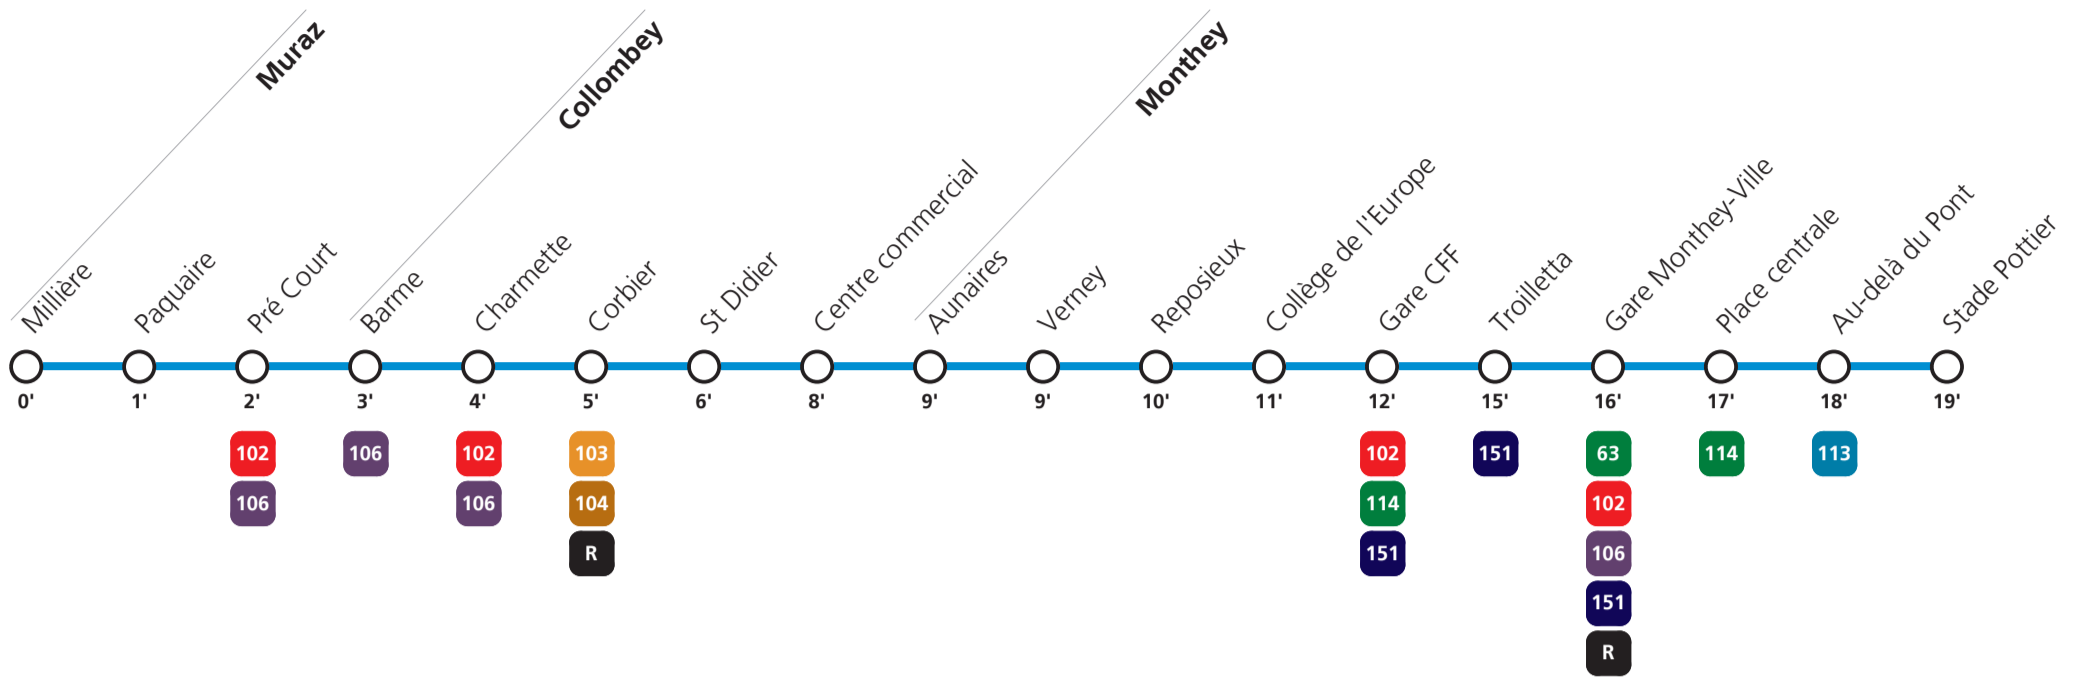 Muraz
Collombey
Monthey
Millière
Paquaire
Pré Court
Barme
Charmette
Corbier
St Didier
Centre commercial
Aunaires
Verney
Reposieux
Collège de l'Europe
Gare CFF
Troilletta
Gare Monthey-Ville
Place centrale
Au-delà du Pont
Stade Pottier
0' 1' 2' 3' 4' 5' 6' 8' 9' 9' 10' 11' 12' 15' 16' 17' 18' 19'
102 106 102 103 102 151 63 114 113
106 106 104 114 102
R 151 106
151
R